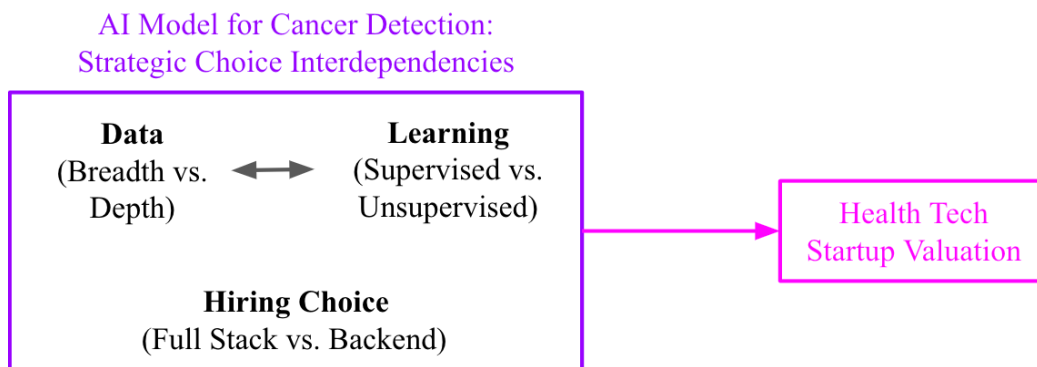 AI Model for Cancer Detection:
Strategic Choice Interdependencies
Data
(Breadth vs.
Depth)
Learning
(Supervised vs.
Unsupervised)
Hiring Choice
(Full Stack vs. Backend)
Health Tech
Startup Valuation